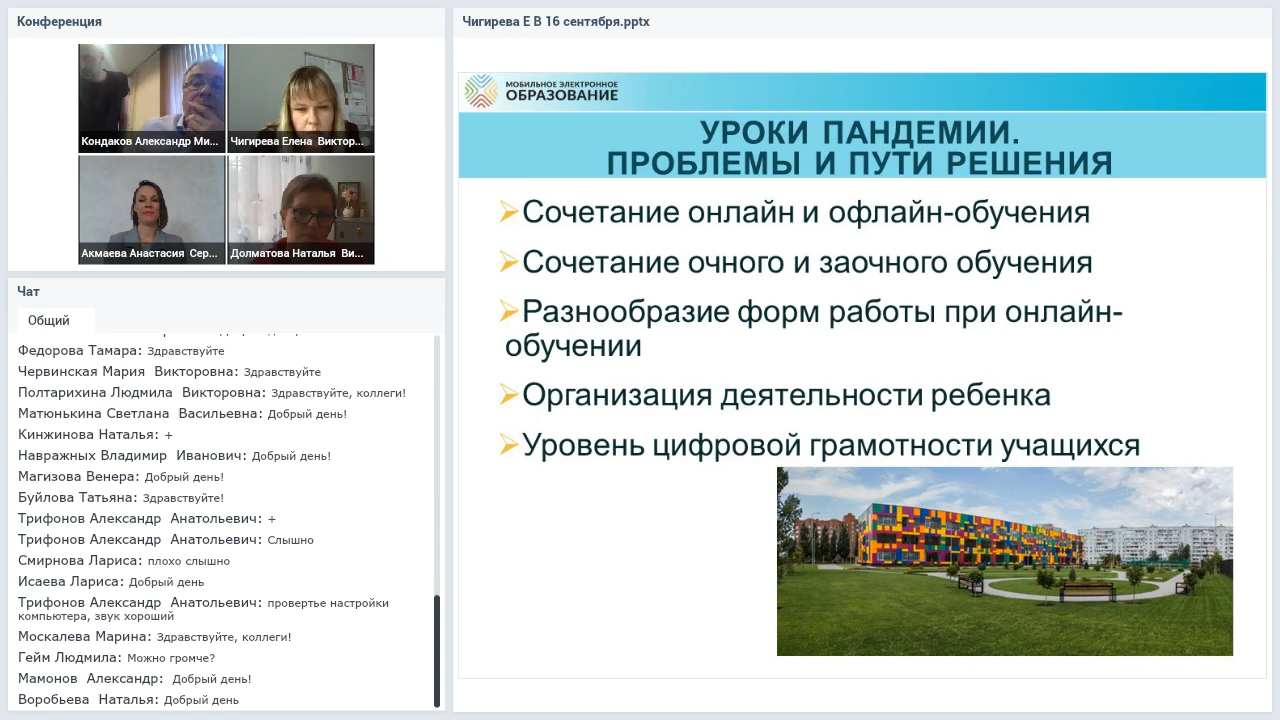 Конференция
Кондаков Александр Ми...
Чигирева Елена Виктор...
Акмаева Анастасия Сер...
Долматова Наталья Ви...
Чат
Общий
Федорова Тамара: Здравствуйте
Червинская Мария Викторовна: Здравствуйте
Полтарихина Людмила Викторовна: Здравствуйте, коллеги!
Матюнькина Светлана Васильевна: Добрый день!
Кинжинова Наталья: +
Навражных Владимир Иванович: Добрый день!
Магизова Венера: Добрый день!
Буйлова Татьяна: Здравствуйте!
Трифонов Александр Анатольевич: +
Трифонов Александр Анатольевич: Слышно
Смирнова Лариса: плохо слышно
Исаева Лариса: Добрый день
Трифонов Александр Анатольевич: провертье настройки
компьютера, звук хороший
Москалева Марина: Здравствуйте, коллеги!
Гейм Людмила: Можно громче?
Мамонов Александр: Добрый день!
Воробьева Наталья: Добрый день
Чигирева Е В 16 сентября.pptx
МОБИЛЬНОЕ ЭЛЕКТРОННОЕ
ОБРАЗОВАНИЕ
УРОКИ ПАНДЕМИИ.
ПРОБЛЕМЫ И ПУТИ РЕШЕНИЯ
Сочетание онлайн и офлайн-обучения
Сочетание очного и заочного обучения
Разнообразие форм работы при онлайн-
обучении
Организация деятельности ребенка
Уровень цифровой грамотности учащихся